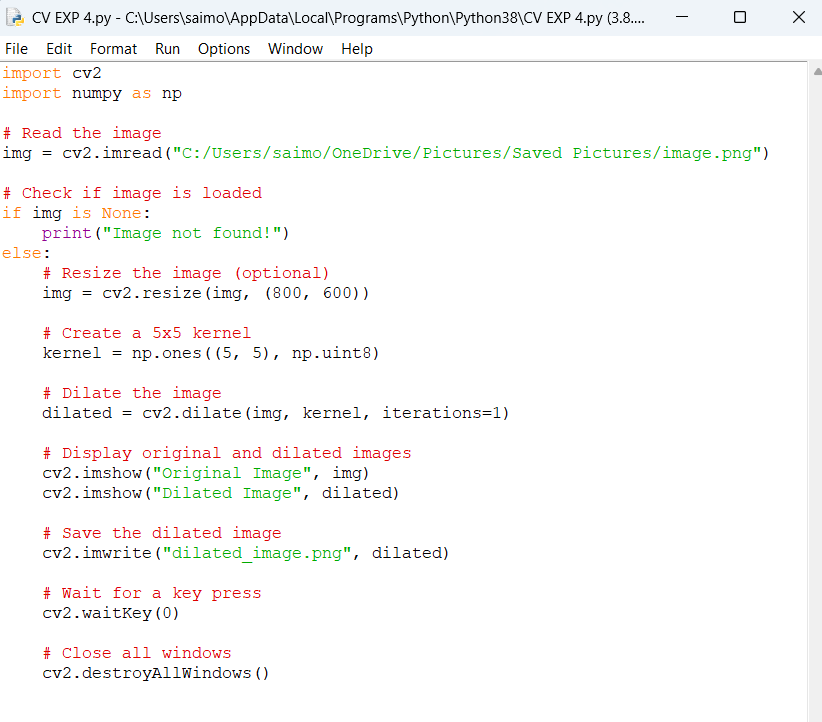 CV EXP 4.py - C:\Users\saimo\AppData\Local\Programs\Python\Python38\CV EXP 4.py (3.8....
File Edit Format Run Options Window Help
import cv2
import numpy as np

# Read the image
img = cv2.imread("C:/Users/saimo/OneDrive/Pictures/Saved Pictures/image.png")

# Check if image is loaded
if img is None:
    print("Image not found!")
else:
    # Resize the image (optional)
    img = cv2.resize(img, (800, 600))

    # Create a 5x5 kernel
    kernel = np.ones((5, 5), np.uint8)

    # Dilate the image
    dilated = cv2.dilate(img, kernel, iterations=1)

    # Display original and dilated images
    cv2.imshow("Original Image", img)
    cv2.imshow("Dilated Image", dilated)

    # Save the dilated image
    cv2.imwrite("dilated_image.png", dilated)

    # Wait for a key press
    cv2.waitKey(0)

    # Close all windows
    cv2.destroyAllWindows()